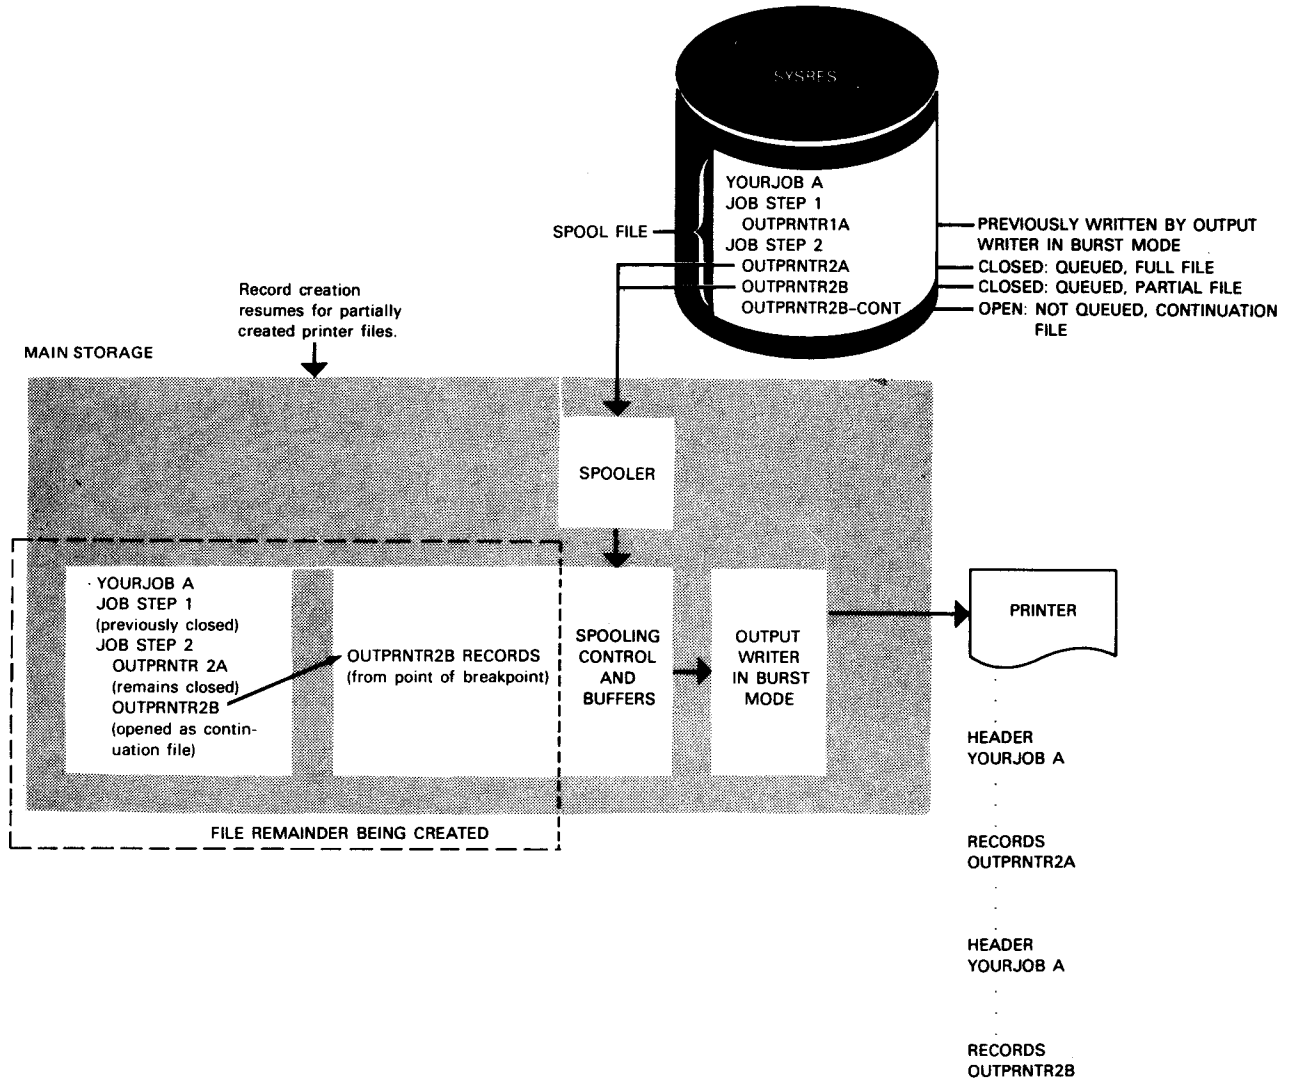 SYSRES
YOURJOB A
JOB STEP 1
OUTPRNTR1A
JOB STEP 2
OUTPRNTR2A
OUTPRNTR2B
OUTPRNTR2B-CONT
SPOOL FILE
PREVIOUSLY WRITTEN BY OUTPUT
WRITER IN BURST MODE
CLOSED: QUEUED, FULL FILE
CLOSED: QUEUED, PARTIAL FILE
OPEN: NOT QUEUED, CONTINUATION
FILE
Record creation
resumes for partially
created printer files.
MAIN STORAGE
SPOOLER
YOURJOB A
JOB STEP 1
(previously closed)
JOB STEP 2
OUTPRNTR 2A
(remains closed)
OUTPRNTR2B
(opened as contin-
uation file)
OUTPRNTR2B RECORDS
(from point of breakpoint)
SPOOLING
CONTROL
AND
BUFFERS
OUTPUT
WRITER
IN BURST
MODE
PRINTER
FILE REMAINDER BEING CREATED
HEADER
YOURJOB A
RECORDS
OUTPRNTR2A
HEADER
YOURJOB A
RECORDS
OUTPRNTR2B